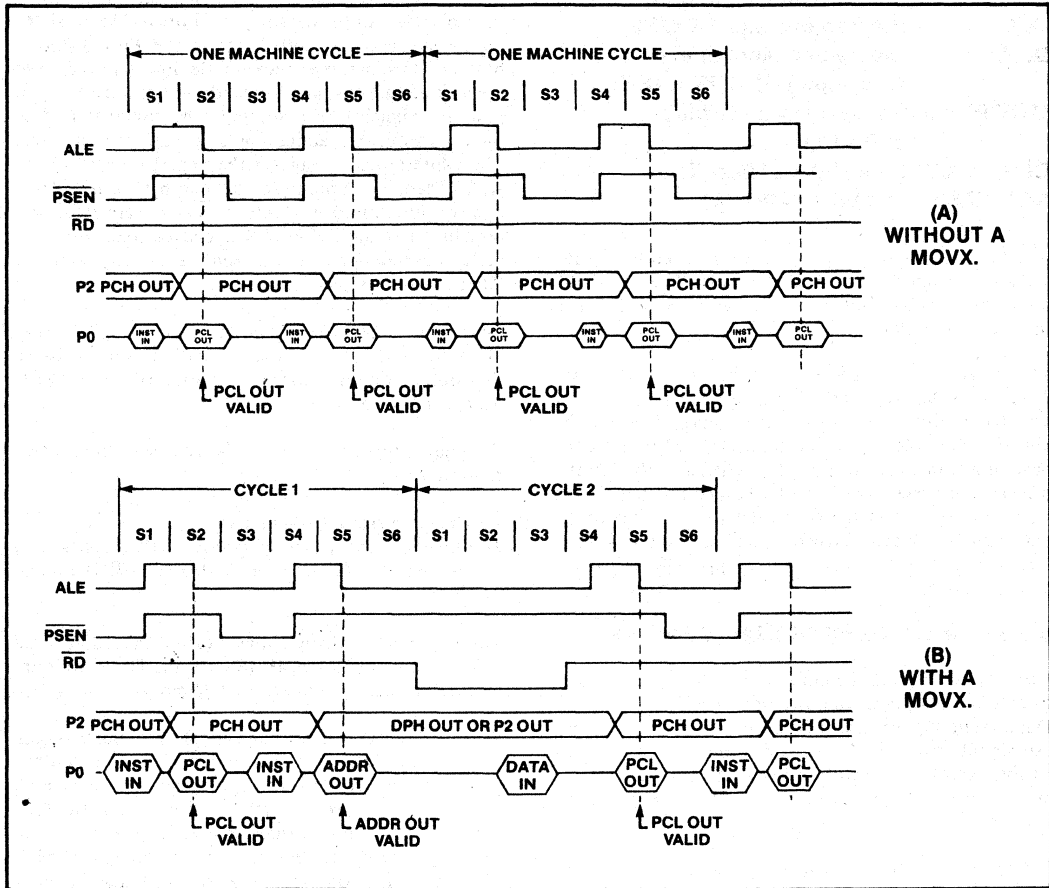 ONE MACHINE CYCLE ONE MACHINE CYCLE
S1 S2 S3 S4 S5 S6 S1 S2 S3 S4 S5 S6
ALE
PSEN
RD
(A)
WITHOUT A
MOVX.
P2 PCH OUT PCH OUT PCH OUT PCH OUT PCH OUT PCH OUT
P0 INST IN PCL OUT INST IN PCL OUT INST IN PCL OUT INST IN PCL OUT INST IN PCL OUT
PCL OUT VALID PCL OUT VALID PCL OUT VALID PCL OUT VALID
CYCLE 1 CYCLE 2
S1 S2 S3 S4 S5 S6 S1 S2 S3 S4 S5 S6
ALE
PSEN
RD
(B)
WITH A
MOVX.
P2 PCH OUT PCH OUT DPH OUT OR P2 OUT PCH OUT PCH OUT
P0 INST IN PCL OUT INST IN ADDR OUT DATA IN PCL OUT INST IN PCL OUT
PCL OUT VALID ADDR OUT VALID PCL OUT VALID